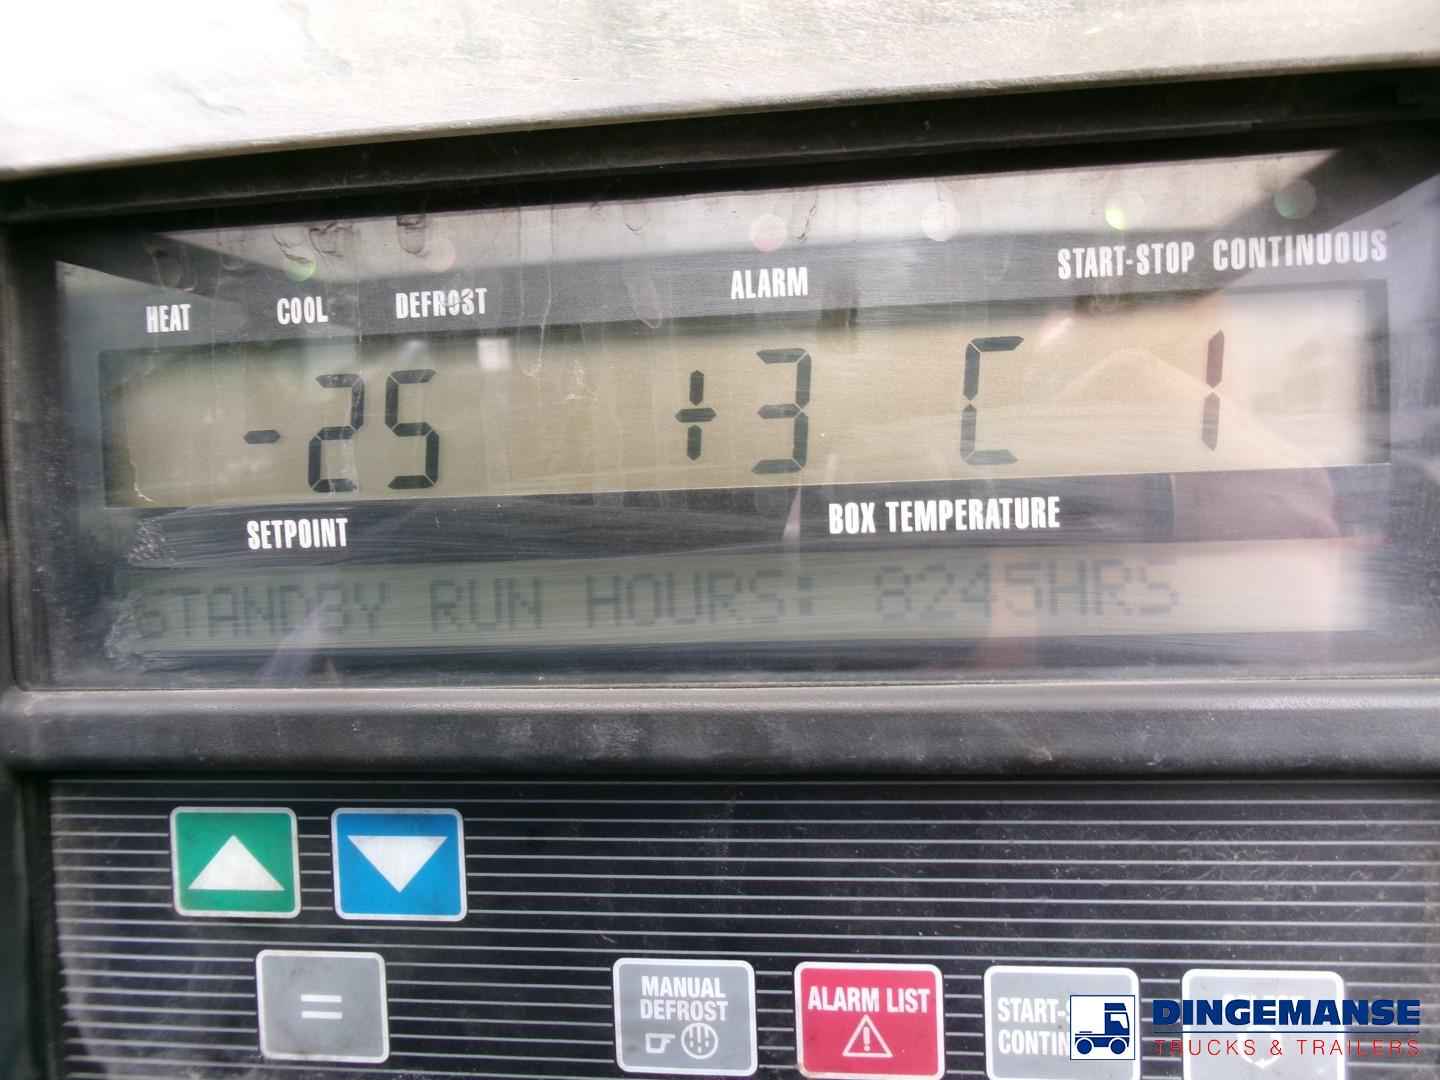 HEAT COOL DEFROST ALARM START-STOP CONTINUOUS
-25 +3 C 1
SETPOINT BOX TEMPERATURE
STANDBY RUN HOURS: 8245HRS
=
MANUAL DEFROST
ALARM LIST
START-
DINGEMANSE
TRUCKS & TRAILERS